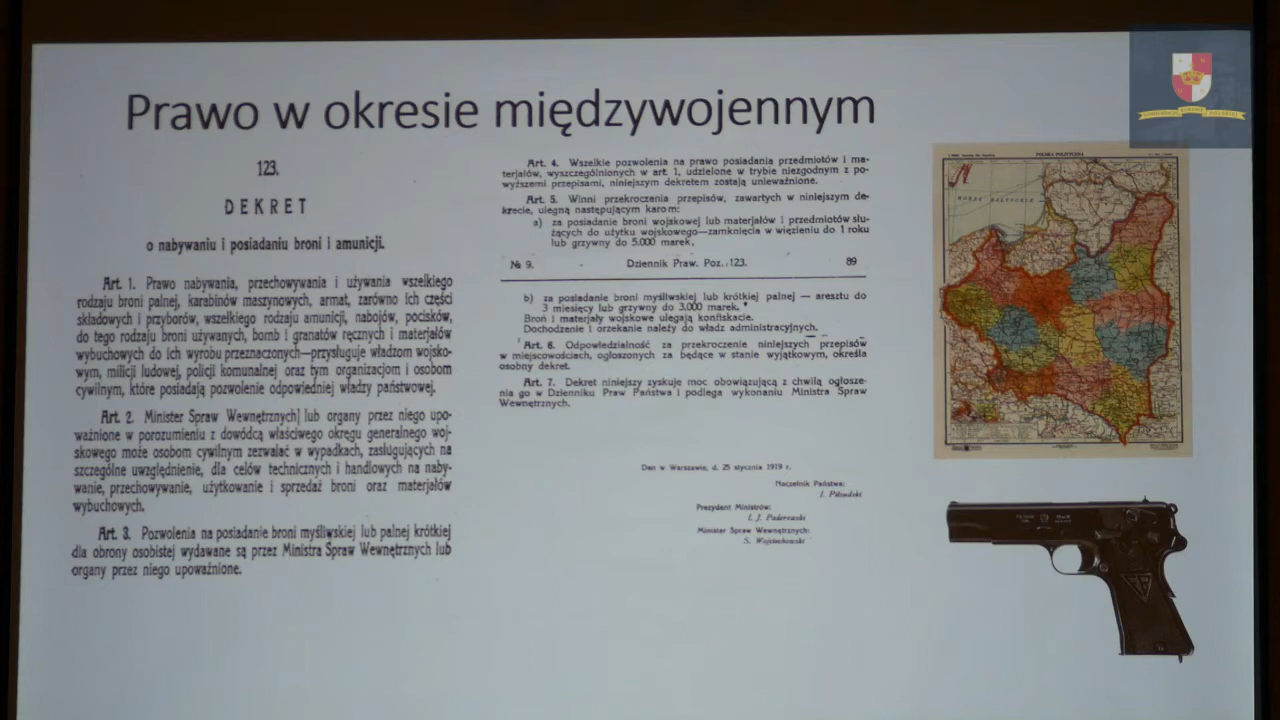 Prawo w okresie międzywojennym
123.
DEKRET
o nabywaniu i posiadaniu broni i amunicji.
Art. 1. Prawo nabywania, przechowywania i używania wszelkiego
rodzaju broni palnej, karabinów maszynowych, armat, zarówno ich części
składowych i przyborów, wszelkiego rodzaju amunicji, nabojów, pocisków,
do tego rodzaju broni używanych, bomb i granatów ręcznych i materjałów
wybuchowych do ich wyrobu przeznaczonych—przysługuje władzom wojsko-
wym, milicji ludowej, policji komunalnej oraz tym organizacjom i osobom
cywilnym, które posiadają pozwolenie odpowiedniej władzy państwowej.
Art. 2. Minister Spraw Wewnętrznych lub organy przez niego upo-
ważnione w porozumieniu z dowódcą właściwego okręgu generalnego woj-
skowego może osobom cywilnym zezwalać w wypadkach, zasługujących na
szczególne uwzględnienie, dla celów technicznych i handlowych na naby-
wanie, przechowywanie, użytkowanie i sprzedaż broni oraz materjałów
wybuchowych.
Art. 3. Pozwolenia na posiadanie broni myśliwskiej lub palnej krótkiej
dla obrony osobistej wydawane są przez Ministra Spraw Wewnętrznych lub
organy przez niego upoważnione.
Art. 4. Wszelkie pozwolenia na prawo posiadania przedmiotów i ma-
terjałów, wyszczególnionych w art. 1, udzielone w trybie niezgodnym z po-
wyższemi przepisami, niniejszym dekretem zostają unieważnione.
Art. 5. Winni przekroczenia przepisów, zawartych w niniejszym de-
krecie, ulegną następującym karom:
a) za posiadanie broni wojskowej lub materjałów i przedmiotów słu-
żących do użytku wojskowego—zamknięcia w więzieniu do 1 roku
lub grzywny do 5.000 marek,
№ 9. Dziennik Praw. Poz. 123. 89
b) za posiadanie broni myśliwskiej lub krótkiej palnej — aresztu do
3 miesięcy lub grzywny do 3,000 marek.
Broń i materjały wojskowe ulegają konfiskacie.
Dochodzenie i orzekanie należy do władz administracyjnych.
Art. 6. Odpowiedzialność za przekroczenie niniejszych przepisów
w miejscowościach, ogłoszonych za będące w stanie wyjątkowym, określa
osobny dekret.
Art. 7. Dekret niniejszy zyskuje moc obowiązującą z chwilą ogłosze-
nia go w Dzienniku Praw Państwa i podlega wykonaniu Ministra Spraw
Wewnętrznych.
Dan w Warszawie, d. 25 stycznia 1919 r.
Naczelnik Państwa:
J. Piłsudski
Prezydent Ministrów:
I. J. Paderewski
Minister Spraw Wewnętrznych:
S. Wojciechowski
POLSKA POLITYCZNA
MORZE BAŁTYCKIE